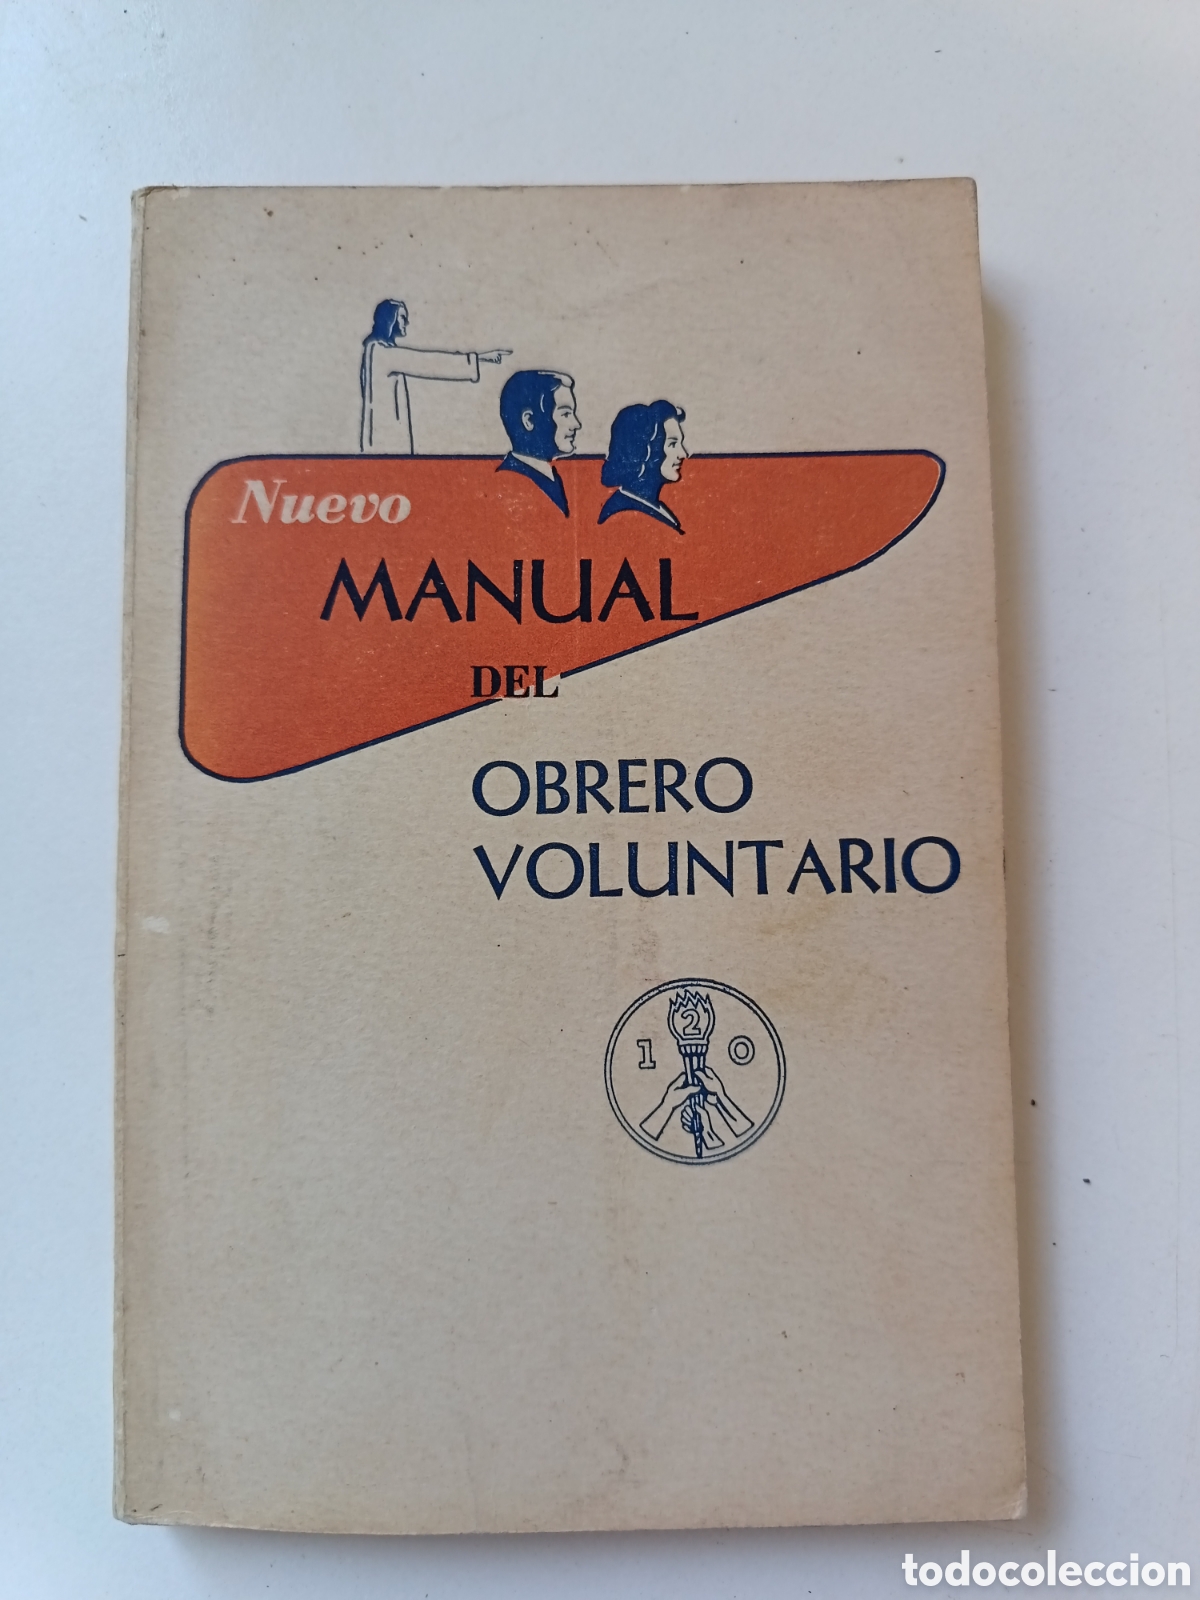 Nuevo
MANUAL
DEL
OBRERO
VOLUNTARIO
1 2 0
todocoleccion